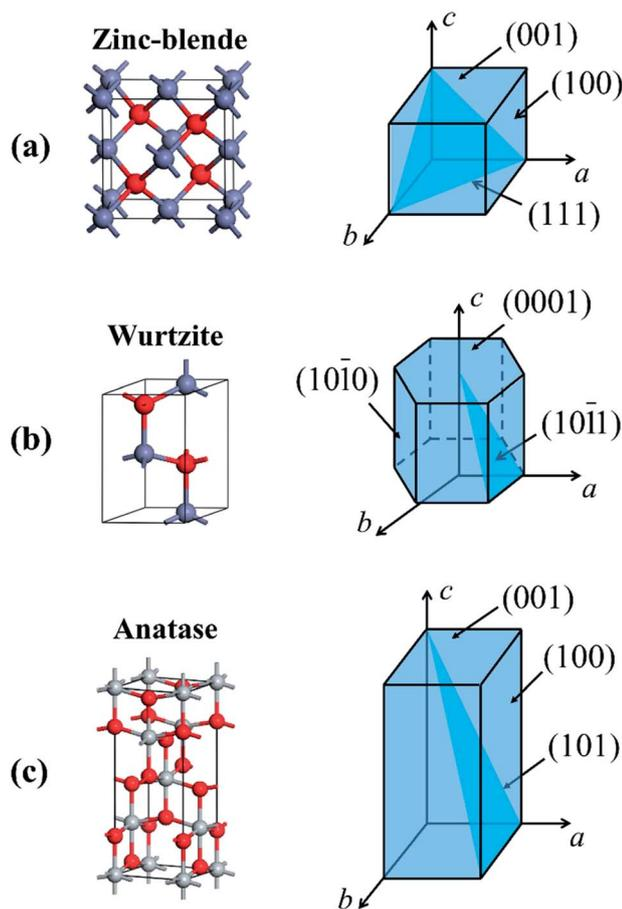 Zinc-blende
(a)
c
(001)
(100)
a
(111)
b
Wurtzite
(b)
c
(0001)
(101̄0)
(101̄1)
a
b
Anatase
(c)
c
(001)
(100)
(101)
a
b